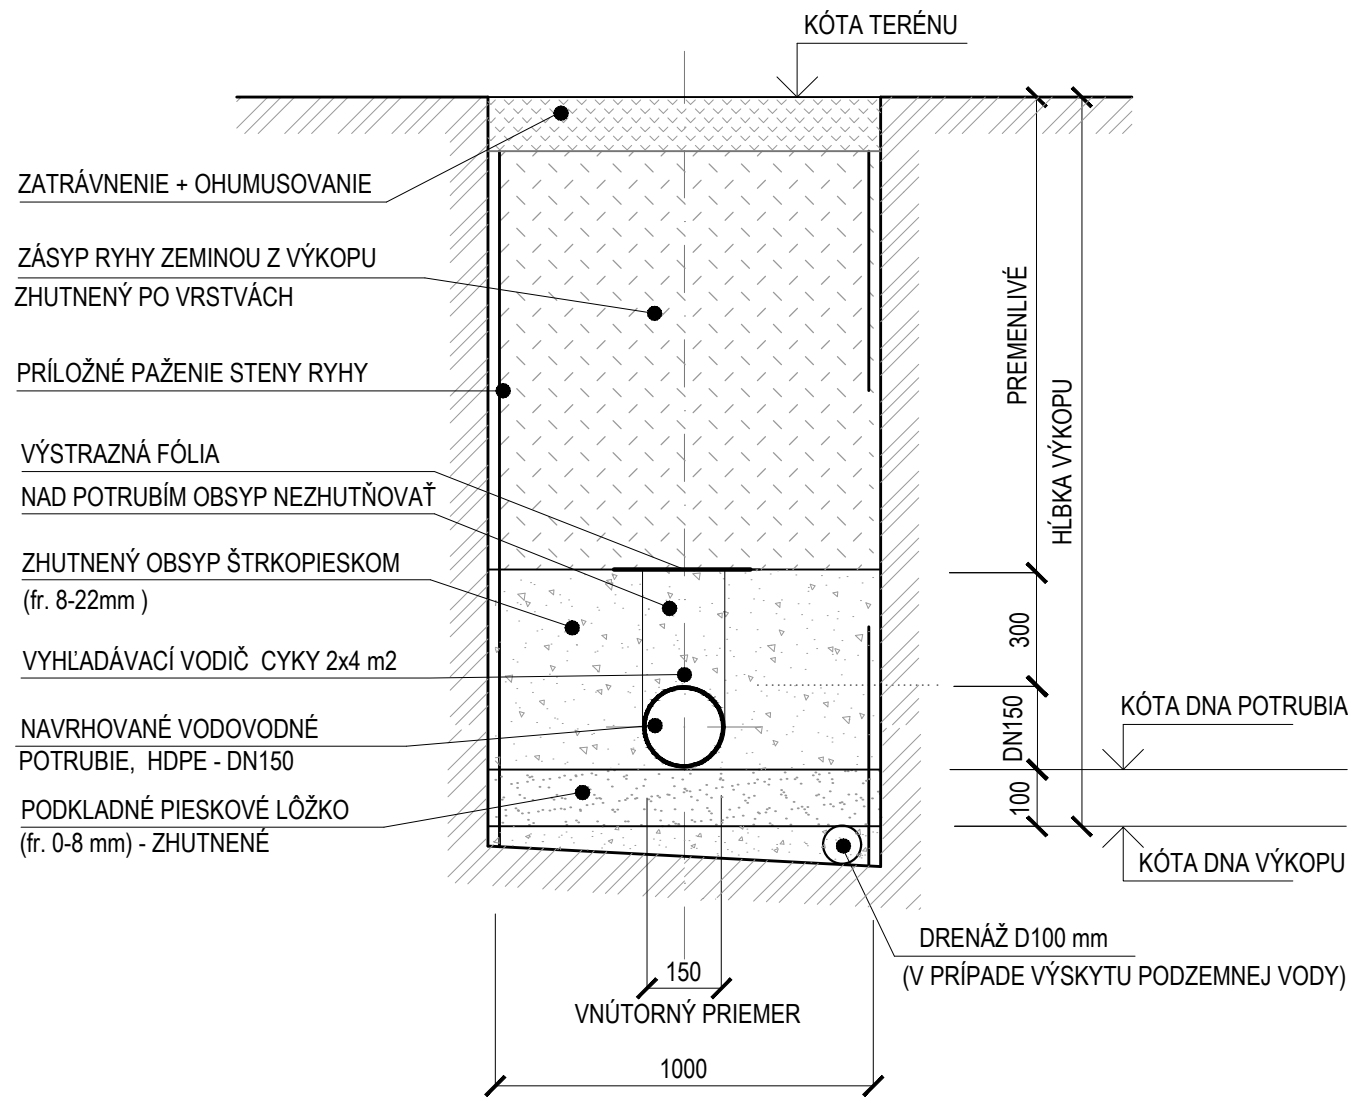 KÓTA TERÉNU
ZATRÁVNENIE + OHUMUSOVANIE
ZÁSYP RYHY ZEMINOU Z VÝKOPU
ZHUTNENÝ PO VRSTVÁCH
PRÍLOŽNÉ PAŽENIE STENY RYHY
VÝSTRAZNÁ FÓLIA
NAD POTRUBÍM OBSYP NEZHUTŇOVAŤ
ZHUTNENÝ OBSYP ŠTRKOPIESKOM
(fr. 8-22mm )
VYHĽADÁVACÍ VODIČ CYKY 2x4 m2
NAVRHOVANÉ VODOVODNÉ
POTRUBIE, HDPE - DN150
PODKLADNÉ PIESKOVÉ LÔŽKO
(fr. 0-8 mm) - ZHUTNENÉ
PREMENLIVÉ
HĹBKA VÝKOPU
300
DN150
100
KÓTA DNA POTRUBIA
KÓTA DNA VÝKOPU
DRENÁŽ D100 mm
(V PRÍPADE VÝSKYTU PODZEMNEJ VODY)
150
VNÚTORNÝ PRIEMER
1000